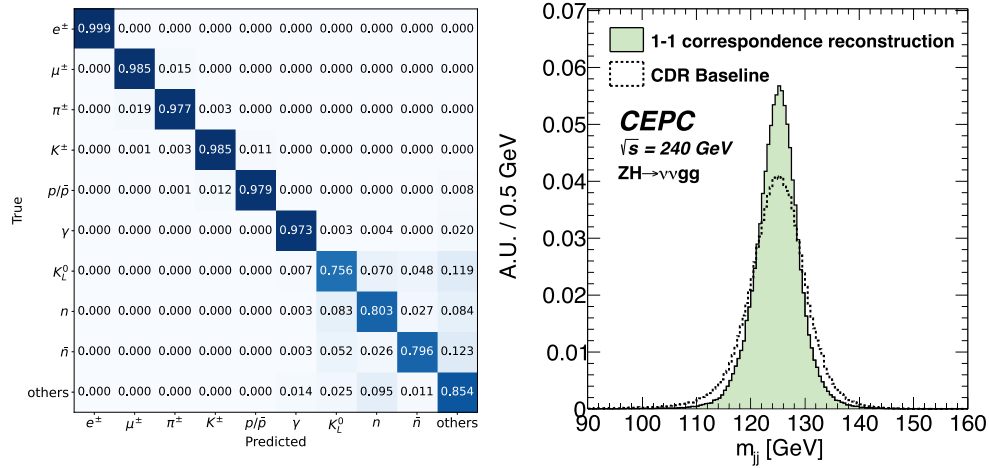 e± 0.999 0.000 0.000 0.000 0.000 0.000 0.000 0.000 0.000 0.000
μ± 0.000 0.985 0.015 0.000 0.000 0.000 0.000 0.000 0.000 0.000
π± 0.000 0.019 0.977 0.003 0.000 0.000 0.000 0.000 0.000 0.000
K± 0.000 0.001 0.003 0.985 0.011 0.000 0.000 0.000 0.000 0.000
p/p̄ 0.000 0.000 0.001 0.012 0.979 0.000 0.000 0.000 0.000 0.008
γ 0.000 0.000 0.000 0.000 0.000 0.973 0.003 0.004 0.000 0.020
K_L^0 0.000 0.000 0.000 0.000 0.000 0.007 0.756 0.070 0.048 0.119
n 0.000 0.000 0.000 0.000 0.000 0.003 0.083 0.803 0.027 0.084
n̄ 0.000 0.000 0.000 0.000 0.000 0.003 0.052 0.026 0.796 0.123
others 0.000 0.000 0.000 0.000 0.000 0.014 0.025 0.095 0.011 0.854
e± μ± π± K± p/p̄ γ K_L^0 n n̄ others
Predicted
True
0.07
0.06
0.05
0.04
0.03
0.02
0.01
0
A.U. / 0.5 GeV
1-1 correspondence reconstruction
CDR Baseline
CEPC
√s = 240 GeV
ZH→ννgg
90 100 110 120 130 140 150 160
m_jj [GeV]